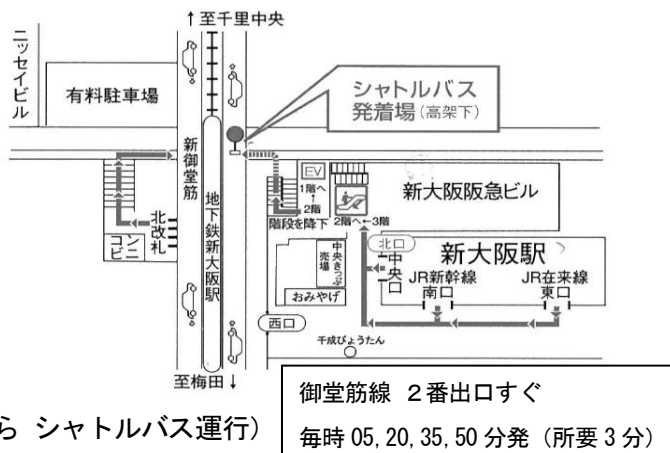 ↑至千里中央
ニッセイビル
有料駐車場
シャトルバス
発着場(高架下)
新御堂筋
地下鉄新大阪駅
EV
1階へ
↑
2階
階段を降下
2階へ←3階
新大阪阪急ビル
北改札
コンビニ
中央きっぷ売場
おみやげ
北口
中央口
新大阪駅
JR新幹線
南口
JR在来線
東口
西口
千成びょうたん
至梅田↓
御堂筋線 2番出口すぐ
ら シャトルバス運行)
毎時 05, 20, 35, 50 分発 (所要 3 分)